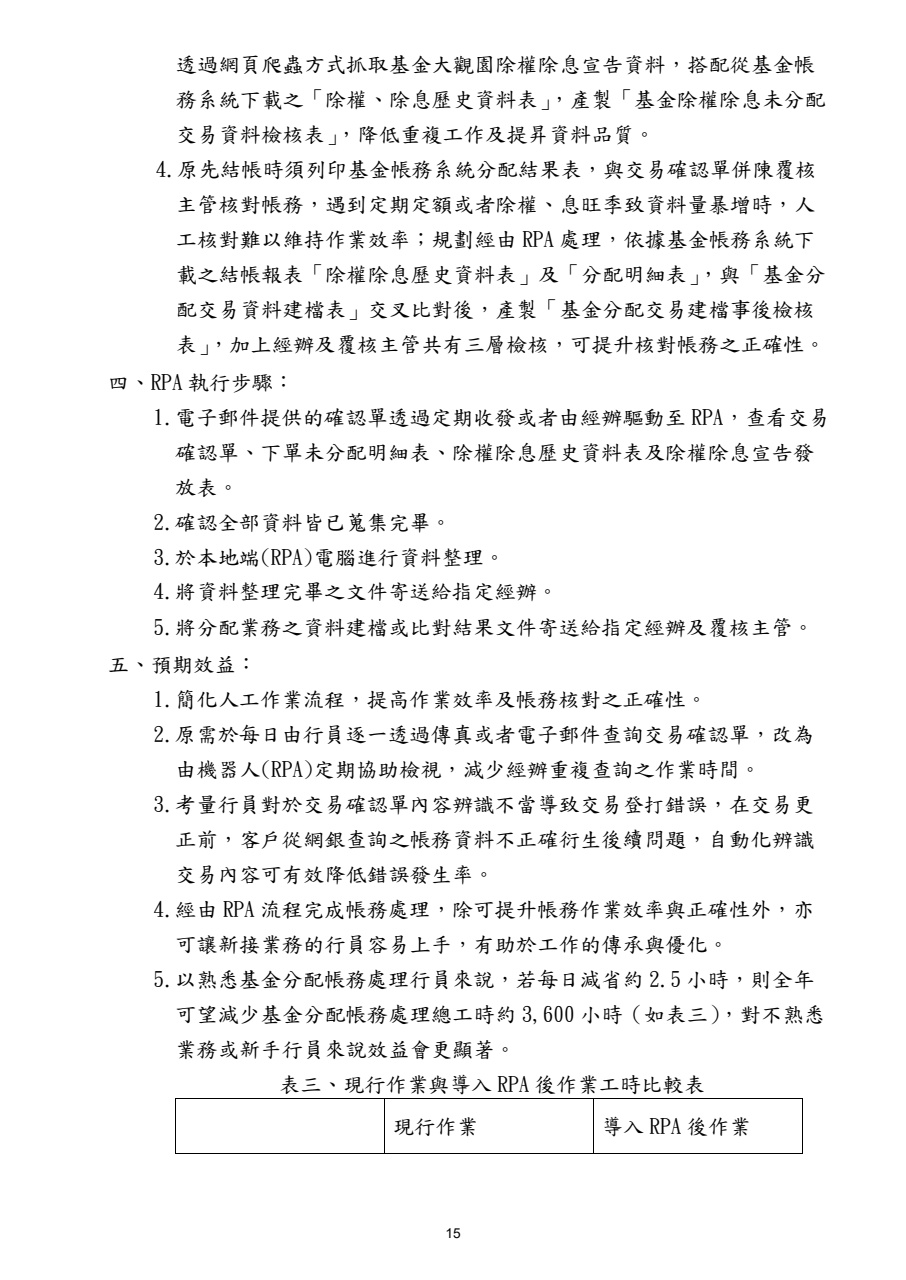 透過網頁爬蟲方式抓取基金大觀園除權除息宣告資料，搭配從基金帳
務系統下載之「除權、除息歷史資料表」，產製「基金除權除息未分配
交易資料檢核表」，降低重複工作及提昇資料品質。
4.原先結帳時須列印基金帳務系統分配結果表，與交易確認單併陳覆核
主管核對帳務，遇到定期定額或者除權、息旺季致資料量暴增時，人
工核對難以維持作業效率；規劃經由 RPA 處理，依據基金帳務系統下
載之結帳報表「除權除息歷史資料表」及「分配明細表」，與「基金分
配交易資料建檔表」交叉比對後，產製「基金分配交易建檔事後檢核
表」，加上經辦及覆核主管共有三層檢核，可提升核對帳務之正確性。
四、RPA 執行步驟：
1.電子郵件提供的確認單透過定期收發或者由經辦驅動至 RPA，查看交易
確認單、下單未分配明細表、除權除息歷史資料表及除權除息宣告發
放表。
2.確認全部資料皆已蒐集完畢。
3.於本地端(RPA)電腦進行資料整理。
4.將資料整理完畢之文件寄送給指定經辦。
5.將分配業務之資料建檔或比對結果文件寄送給指定經辦及覆核主管。
五、預期效益：
1.簡化人工作業流程，提高作業效率及帳務核對之正確性。
2.原需於每日由行員逐一透過傳真或者電子郵件查詢交易確認單，改為
由機器人(RPA)定期協助檢視，減少經辦重複查詢之作業時間。
3.考量行員對於交易確認單內容辨識不當導致交易登打錯誤，在交易更
正前，客戶從網銀查詢之帳務資料不正確衍生後續問題，自動化辨識
交易內容可有效降低錯誤發生率。
4.經由 RPA 流程完成帳務處理，除可提升帳務作業效率與正確性外，亦
可讓新接業務的行員容易上手，有助於工作的傳承與優化。
5.以熟悉基金分配帳務處理行員來說，若每日減省約 2.5 小時，則全年
可望減少基金分配帳務處理總工時約 3,600 小時（如表三），對不熟悉
業務或新手行員來說效益會更顯著。
表三、現行作業與導入 RPA 後作業工時比較表
現行作業
導入 RPA 後作業
15